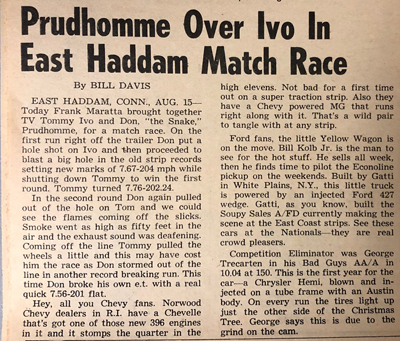 Prudhomme Over Ivo In
East Haddam Match Race
By BILL DAVIS
EAST HADDAM, CONN., AUG. 15—
Today Frank Maratta brought together
TV Tommy Ivo and Don, "the Snake,"
Prudhomme, for a match race. On the
first run right off the trailer Don put a
hole shot on Ivo and then proceeded to
blast a big hole in the old strip records
setting new marks of 7.67-204 mph while
shutting down Tommy to win the first
round. Tommy turned 7.76-202.24.
In the second round Don again pulled
out of the hole on Tom and we could
see the flames coming off the slicks.
Smoke went as high as fifty feet in the
air and the exhaust sound was deafening.
Coming off the line Tommy pulled the
wheels a little and this may have cost
him the race as Don stormed out of the
line in another record breaking run. This
time Don broke his own e.t. with a real
quick 7.56-201 flat.
Hey, all you Chevy fans. Norwood
Chevy dealers in R.I. have a Chevelle
that's got one of those new 396 engines
in it and it stomps the quarter in the
high elevens. Not bad for a first time
out on a super traction strip. Also they
have a Chevy powered MG that runs
right along with it. That's a wild pair
to tangle with at any strip.
Ford fans, the little Yellow Wagon is
on the move. Bill Kolb Jr. is the man to
see for the hot stuff. He sells all week,
then he finds time to pilot the Econoline
pickup on the weekends. Built by Gatti
in White Plains, N.Y., this little truck
is powered by an injected Ford 427
wedge. Gatti, as you know, built the
Soupy Sales A/FD currently making the
scene at the East Coast strips. See these
cars at the Nationals—they are real
crowd pleasers.
Competition Eliminator was George
Trecarten in his Bad Guys AA/A in
10.04 at 150. This is the first year for the
car—a Chrysler Hemi, blown and in-
jected on a tube frame with an Austin
body. On every run the tires light up
just the other side of the Christmas
Tree. George says this is due to the
grind on the cam.